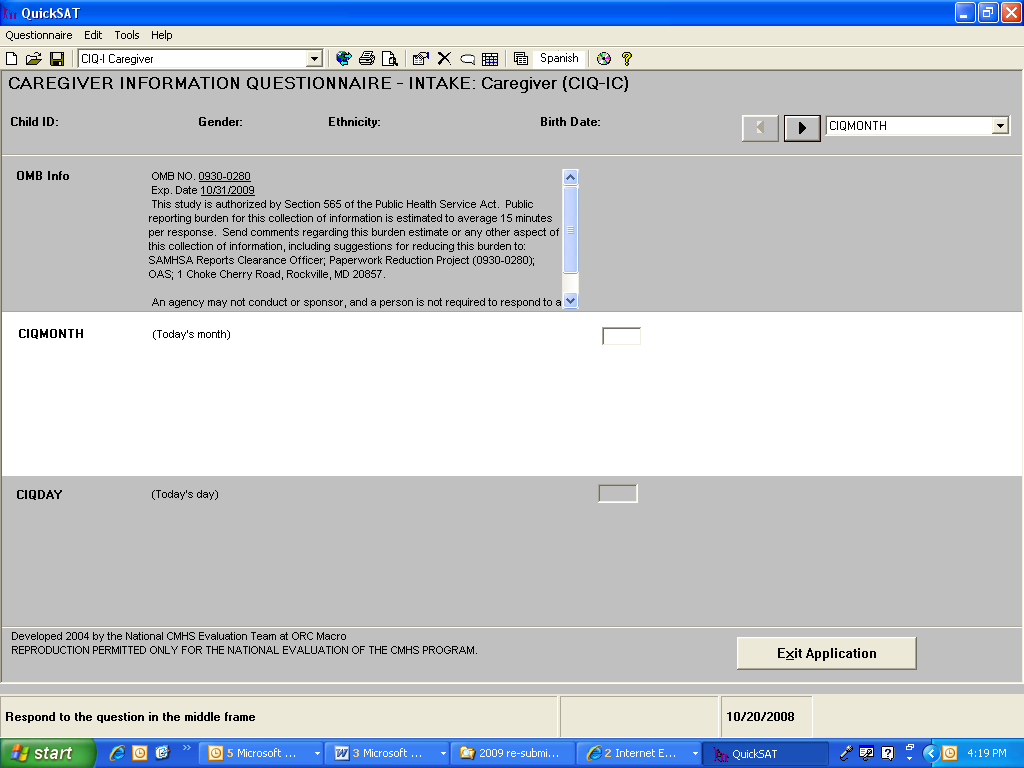 QuickSAT
Questionnaire Edit Tools Help
CIQ-I Caregiver Spanish
CAREGIVER INFORMATION QUESTIONNAIRE - INTAKE: Caregiver (CIQ-IC)
Child ID: Gender: Ethnicity: Birth Date: CIQMONTH
OMB Info
OMB NO. 0930-0280
Exp. Date 10/31/2009
This study is authorized by Section 565 of the Public Health Service Act. Public
reporting burden for this collection of information is estimated to average 15 minutes
per response. Send comments regarding this burden estimate or any other aspect of
this collection of information, including suggestions for reducing this burden to:
SAMHSA Reports Clearance Officer; Paperwork Reduction Project (0930-0280);
OAS; 1 Choke Cherry Road, Rockville, MD 20857.
An agency may not conduct or sponsor, and a person is not required to respond to a
CIQMONTH (Today's month)
CIQDAY (Today's day)
Developed 2004 by the National CMHS Evaluation Team at ORC Macro
REPRODUCTION PERMITTED ONLY FOR THE NATIONAL EVALUATION OF THE CMHS PROGRAM.
Exit Application
Respond to the question in the middle frame 10/20/2008
start 5 Microsoft ... 3 Microsoft ... 2009 re-submi... 2 Internet E... QuickSAT 4:19 PM